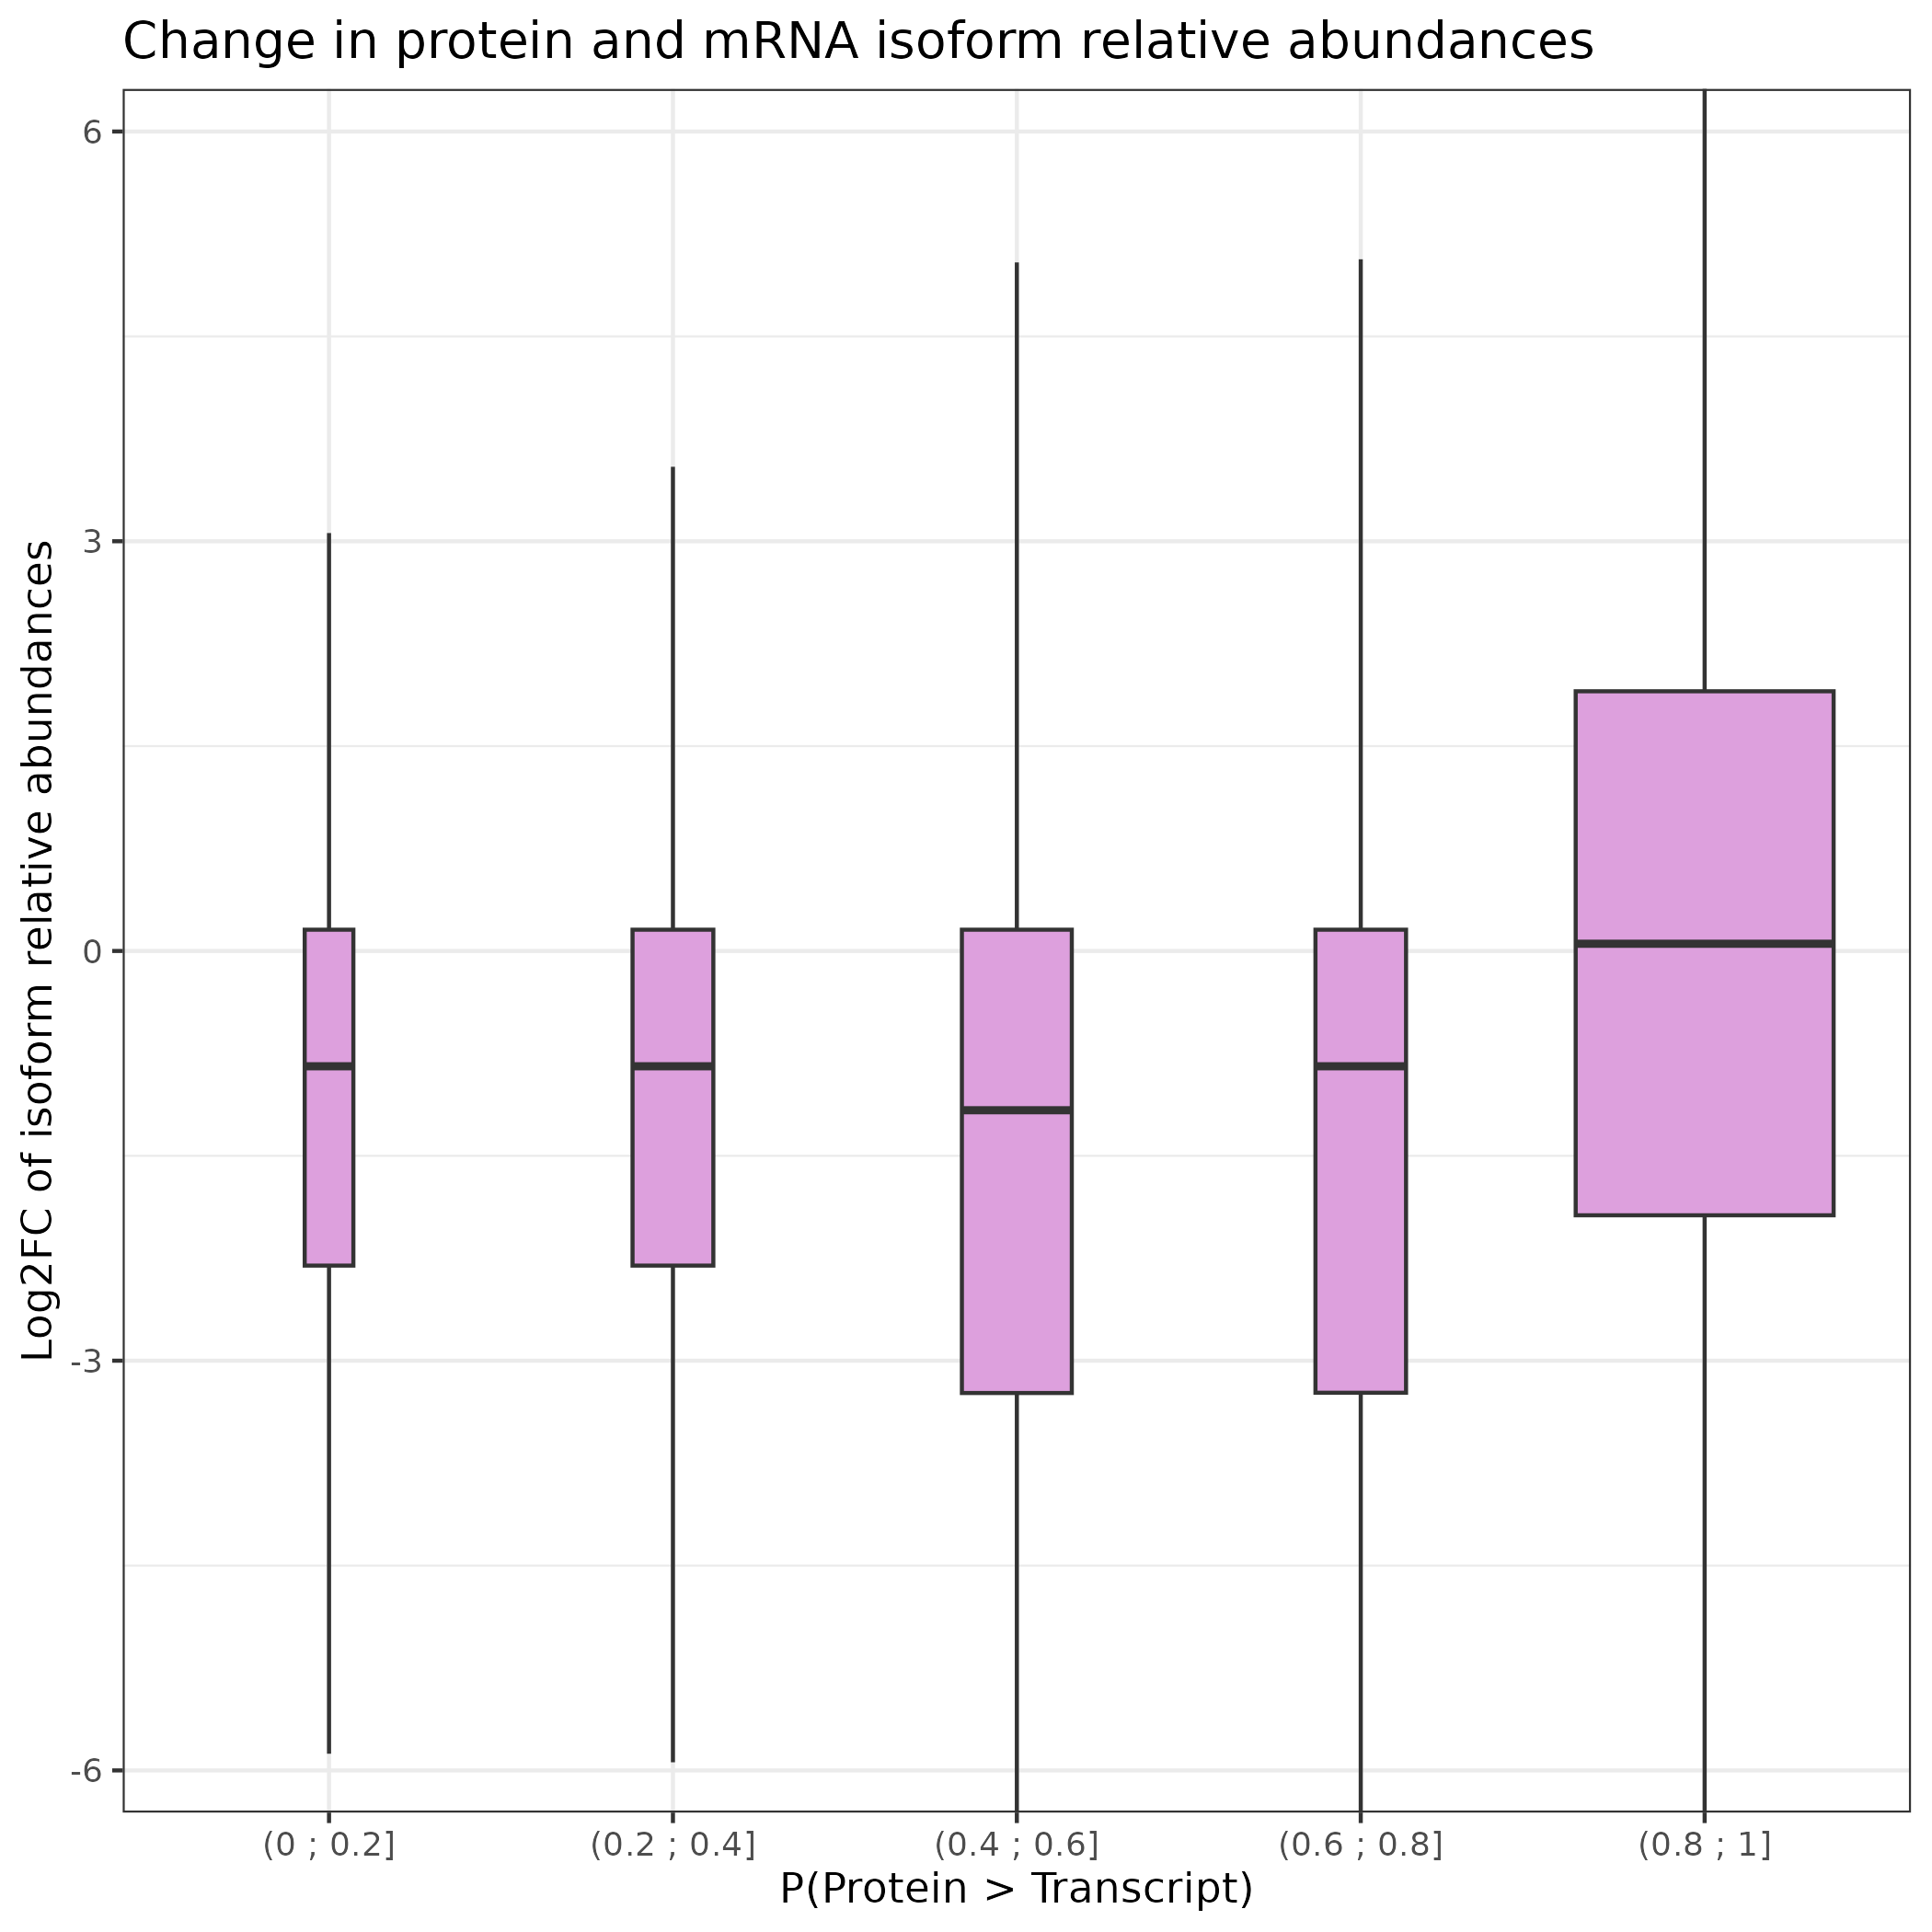 Change in protein and mRNA isoform relative abundances
Log2FC of isoform relative abundances
6
3
0
-3
-6
(0 ; 0.2]
(0.2 ; 0.4]
(0.4 ; 0.6]
(0.6 ; 0.8]
(0.8 ; 1]
P(Protein > Transcript)